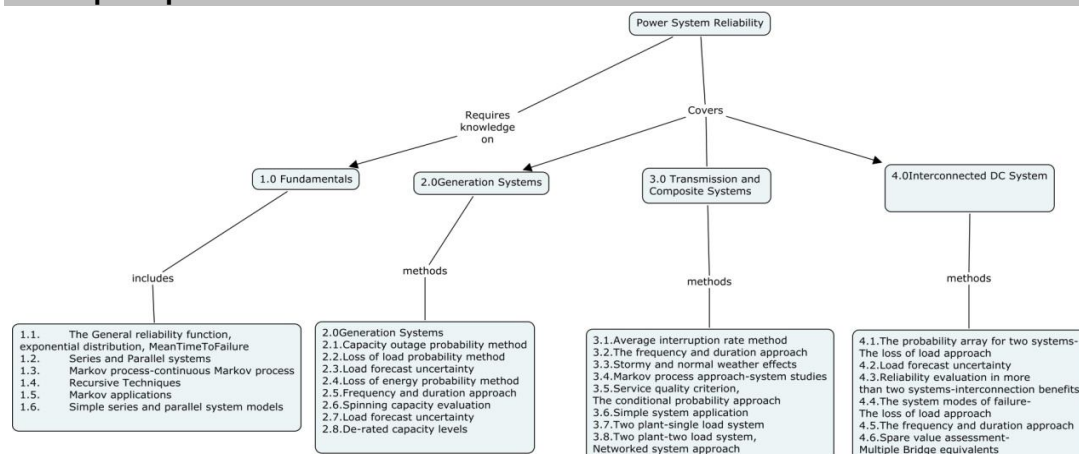 Power System Reliability
Requires
knowledge
on
Covers
1.0 Fundamentals
2.0Generation Systems
3.0 Transmission and
Composite Systems
4.0Interconnected DC System
includes
methods
methods
methods
1.1. The General reliability function,
exponential distribution, MeanTimeToFailure
1.2. Series and Parallel systems
1.3. Markov process-continuous Markov process
1.4. Recursive Techniques
1.5. Markov applications
1.6. Simple series and parallel system models
2.0Generation Systems
2.1.Capacity outage probability method
2.2.Loss of load probability method
2.3.Load forecast uncertainty
2.4.Loss of energy probability method
2.5.Frequency and duration approach
2.6.Spinning capacity evaluation
2.7.Load forecast uncertainty
2.8.De-rated capacity levels
3.1.Average interruption rate method
3.2.The frequency and duration approach
3.3.Stormy and normal weather effects
3.4.Markov process approach-system studies
3.5.Service quality criterion,
The conditional probability approach
3.6.Simple system application
3.7.Two plant-single load system
3.8.Two plant-two load system,
Networked system approach
4.1.The probability array for two systems-
The loss of load approach
4.2.Load forecast uncertainty
4.3.Reliability evaluation in more
than two systems-interconnection benefits
4.4.The system modes of failure-
The loss of load approach
4.5.The frequency and duration approach
4.6.Spare value assessment-
Multiple Bridge equivalents